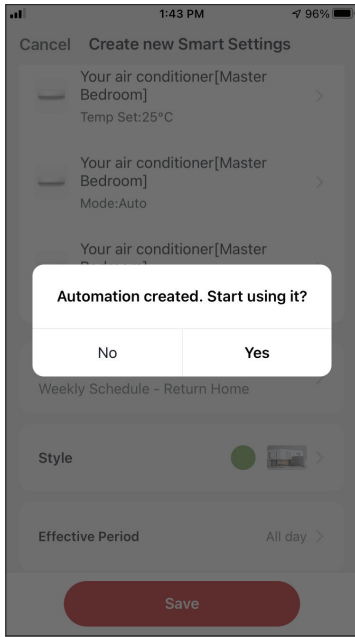 1:43 PM
96%
Cancel
Create new Smart Settings
Your air conditioner[Master
Bedroom]
Temp Set:25°C
Your air conditioner[Master
Bedroom]
Mode:Auto
Your air conditioner[Master
Automation created. Start using it?
No
Yes
Weekly Schedule - Return Home
Style
Effective Period
All day
Save